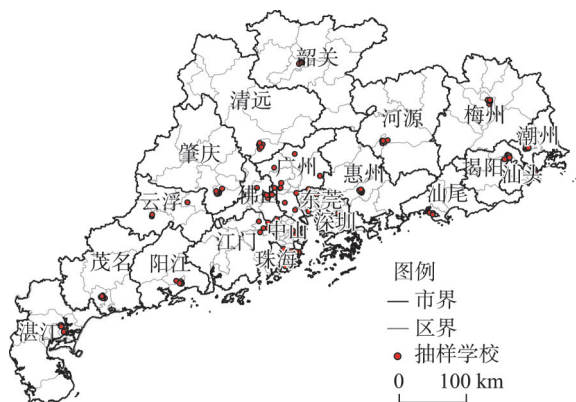 韶关
清远
河源
梅州
潮州
肇庆
广州
揭阳
汕头
惠州
云浮
佛山
东莞
汕尾
深圳
江门
中山
茂名
阳江
珠海
湛江
图例
市界
区界
抽样学校
0 100 km